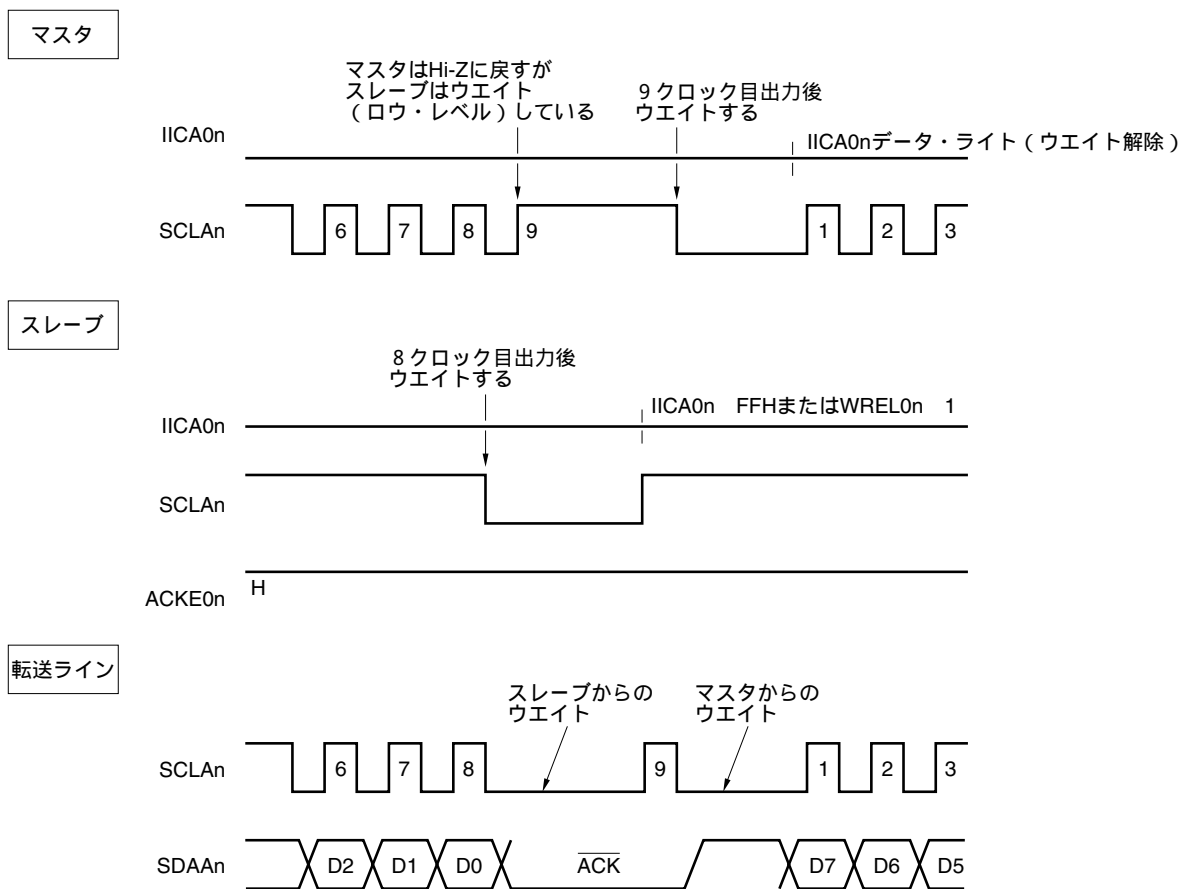 マスタ
マスタはHi-Zに戻すが
スレーブはウエイト
（ロウ・レベル）している
9クロック目出力後
ウエイトする
IICA0n
IICA0nデータ・ライト（ウエイト解除）
SCLAn
6 7 8 9 1 2 3
スレーブ
8クロック目出力後
ウエイトする
IICA0n
IICA0n FFHまたはWREL0n 1
SCLAn
H
ACKE0n
転送ライン
スレーブからの
ウエイト
マスタからの
ウエイト
SCLAn
6 7 8 9 1 2 3
SDAAn
D2 D1 D0 ACK D7 D6 D5